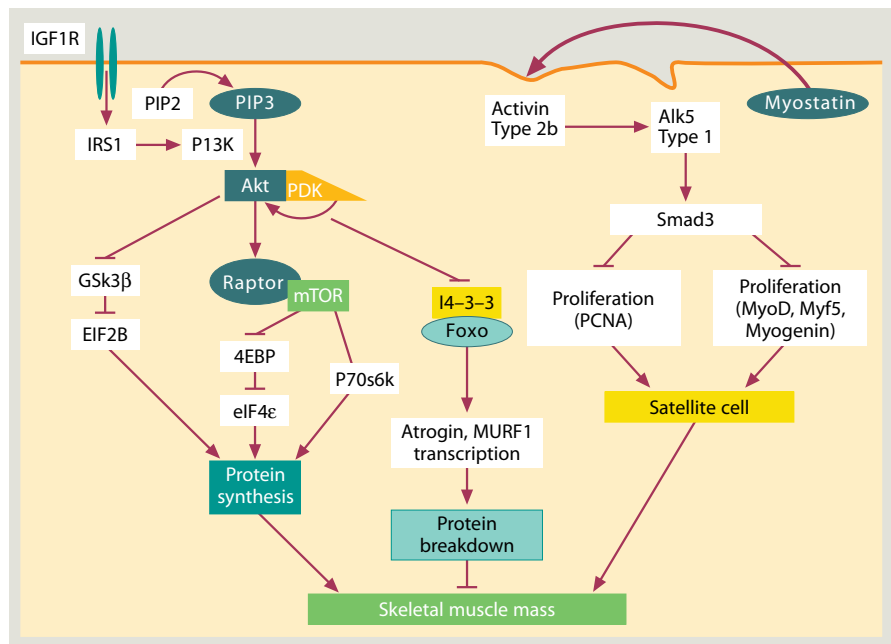 IGF1R
PIP2
PIP3
IRS1
P13K
Akt
PDK
GSk3β
EIF2B
Raptor
mTOR
4EBP
eIF4ε
P70s6k
Protein
synthesis
I4–3–3
Foxo
Atrogin, MURF1
transcription
Protein
breakdown
Activin
Type 2b
Alk5
Type 1
Myostatin
Smad3
Proliferation
(PCNA)
Proliferation
(MyoD, Myf5,
Myogenin)
Satellite cell
Skeletal muscle mass